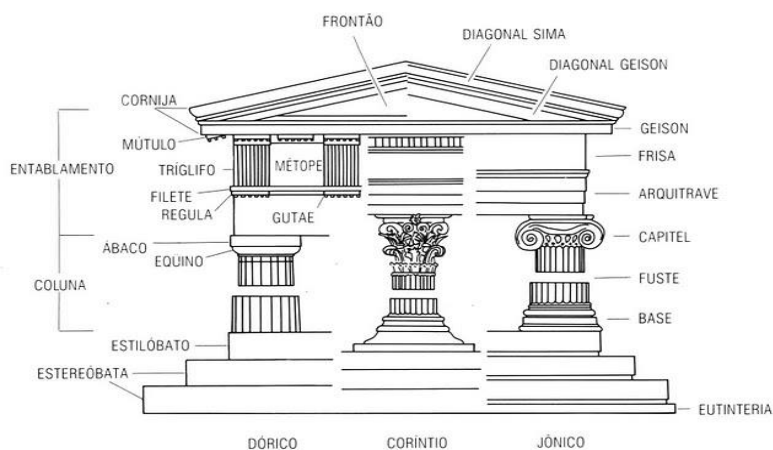 FRONTÃO
DIAGONAL SIMA
DIAGONAL GEISON
CORNIJA
MÚTULO
ENTABLAMENTO
TRÍGLIFO
MÉTOPE
FILETE
REGULA
GUTAE
GEISON
FRISA
ARQUITRAVE
ÁBACO
EQUINO
COLUNA
CAPITEL
FUSTE
BASE
ESTILÓBATO
ESTEREÓBATA
EUTINTERIA
DÓRICO
CORÍNTIO
JÔNICO